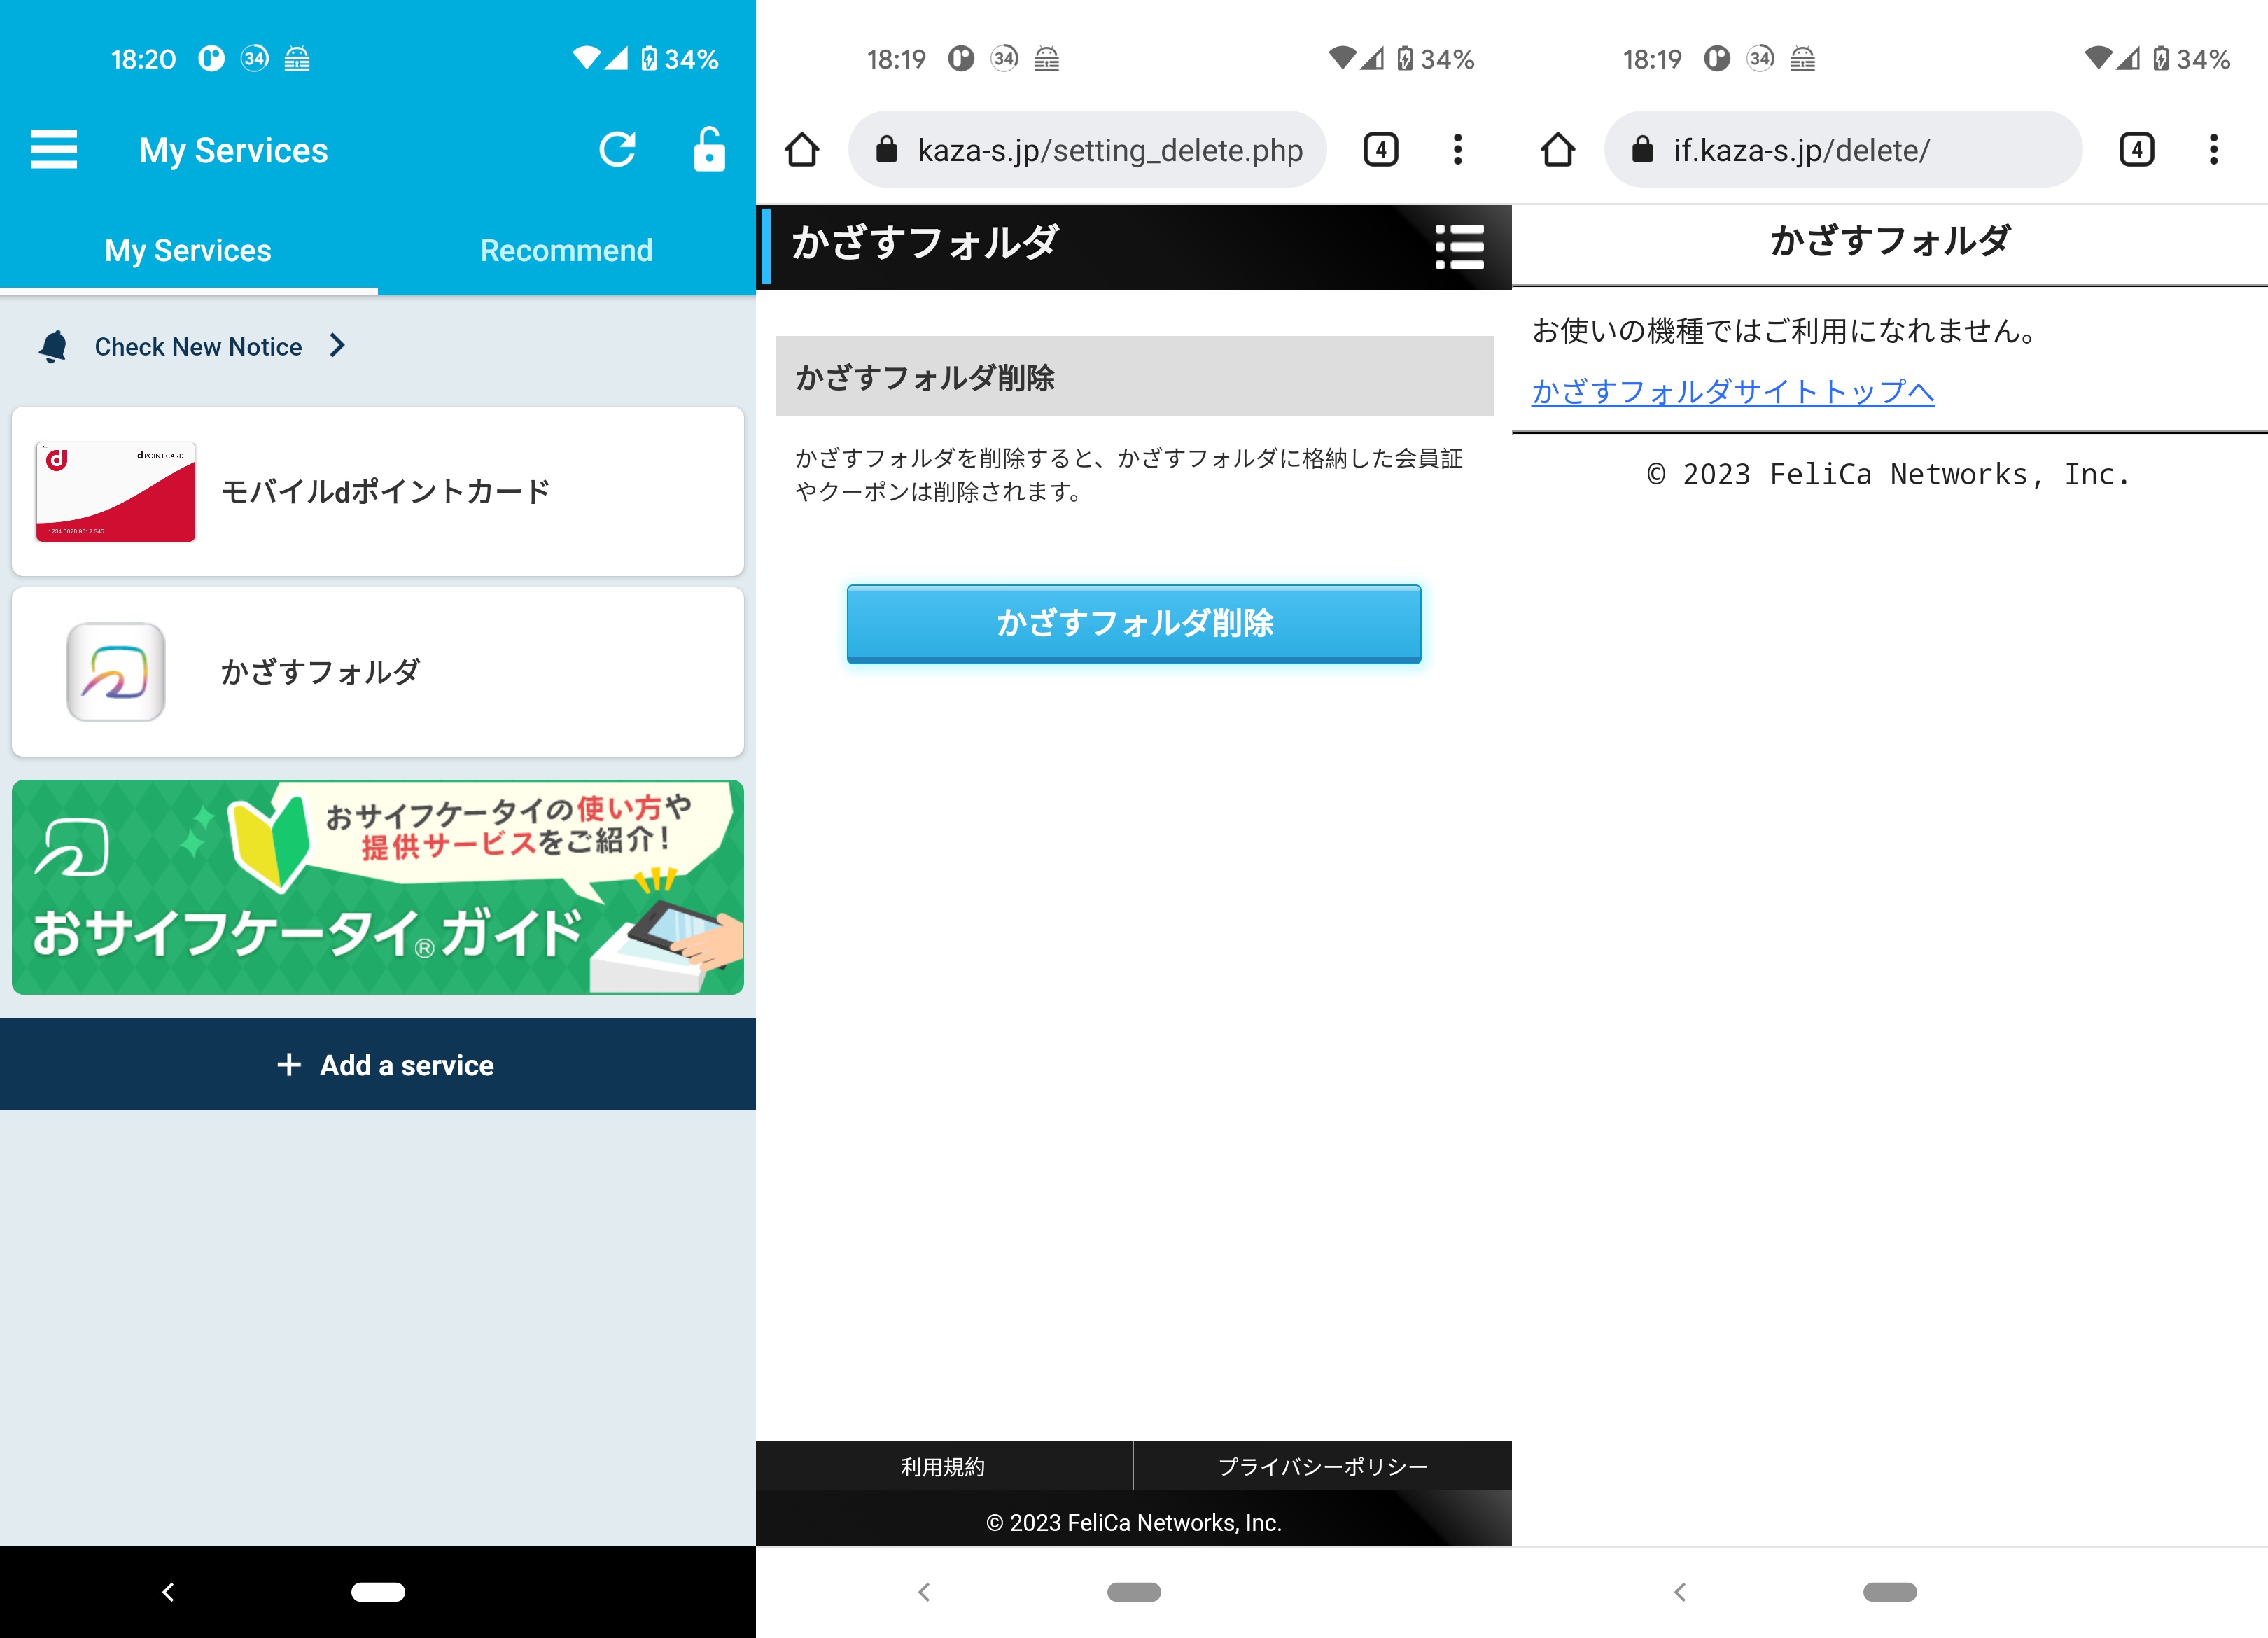 18:20
34
34%
My Services
My Services
Recommend
Check New Notice
d POINT CARD
1234 5678 9012 345
モバイルdポイントカード
かざすフォルダ
おサイフケータイの使い方や
提供サービスをご紹介!
おサイフケータイ®ガイド
+ Add a service
18:19
34
34%
kaza-s.jp/setting_delete.php
4
かざすフォルダ
かざすフォルダ削除
かざすフォルダを削除すると、かざすフォルダに格納した会員証
やクーポンは削除されます。
かざすフォルダ削除
利用規約
プライバシーポリシー
© 2023 FeliCa Networks, Inc.
18:19
34
34%
if.kaza-s.jp/delete/
4
かざすフォルダ
お使いの機種ではご利用になれません。
かざすフォルダサイトトップへ
© 2023 FeliCa Networks, Inc.